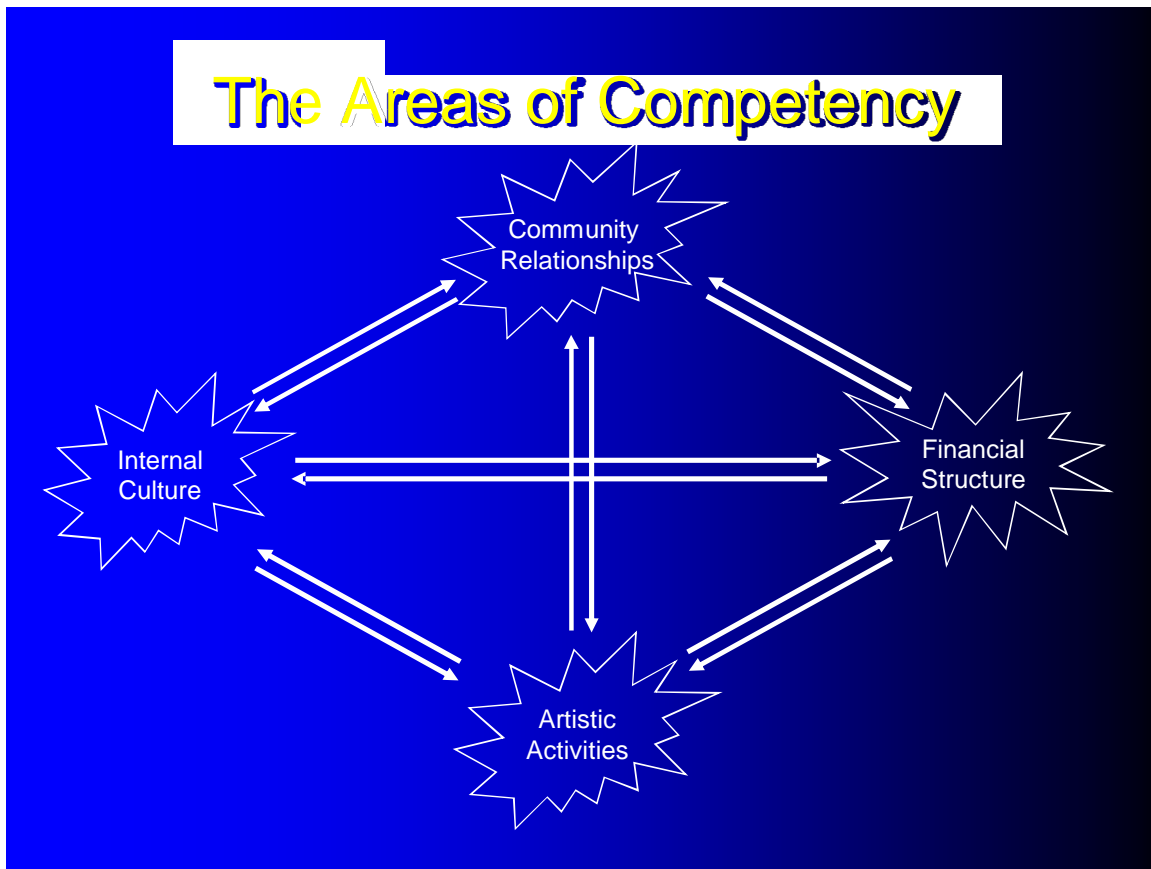 The Areas of Competency
Community
Relationships
Internal
Culture
Financial
Structure
Artistic
Activities